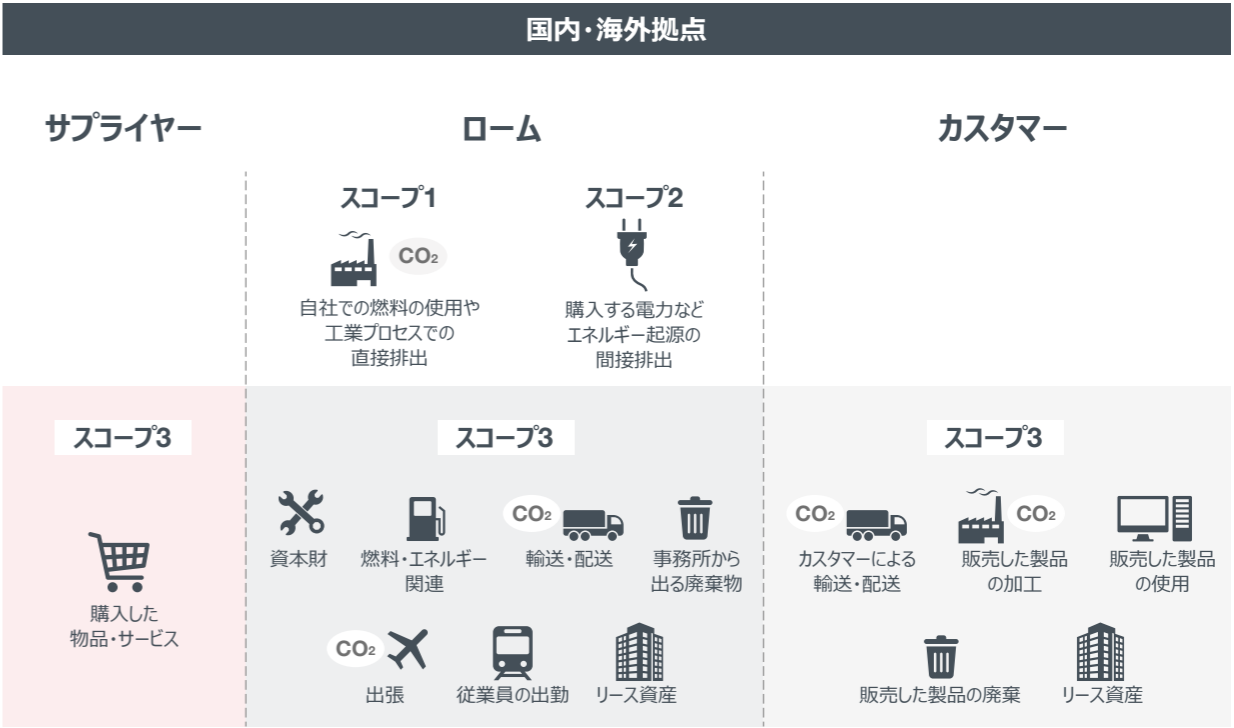 国内・海外拠点
サプライヤー
ローム
カスタマー
スコープ1
スコープ2
CO₂
自社での燃料の使用や
工業プロセスでの
直接排出
購入する電力など
エネルギー起源の
間接排出
スコープ3
購入した
物品・サービス
スコープ3
資本財
燃料・エネルギー
関連
CO₂
輸送・配送
事務所から
出る廃棄物
CO₂
出張
従業員の出勤
リース資産
スコープ3
CO₂
カスタマーによる
輸送・配送
CO₂
販売した製品
の加工
販売した製品
の使用
販売した製品の廃棄
リース資産